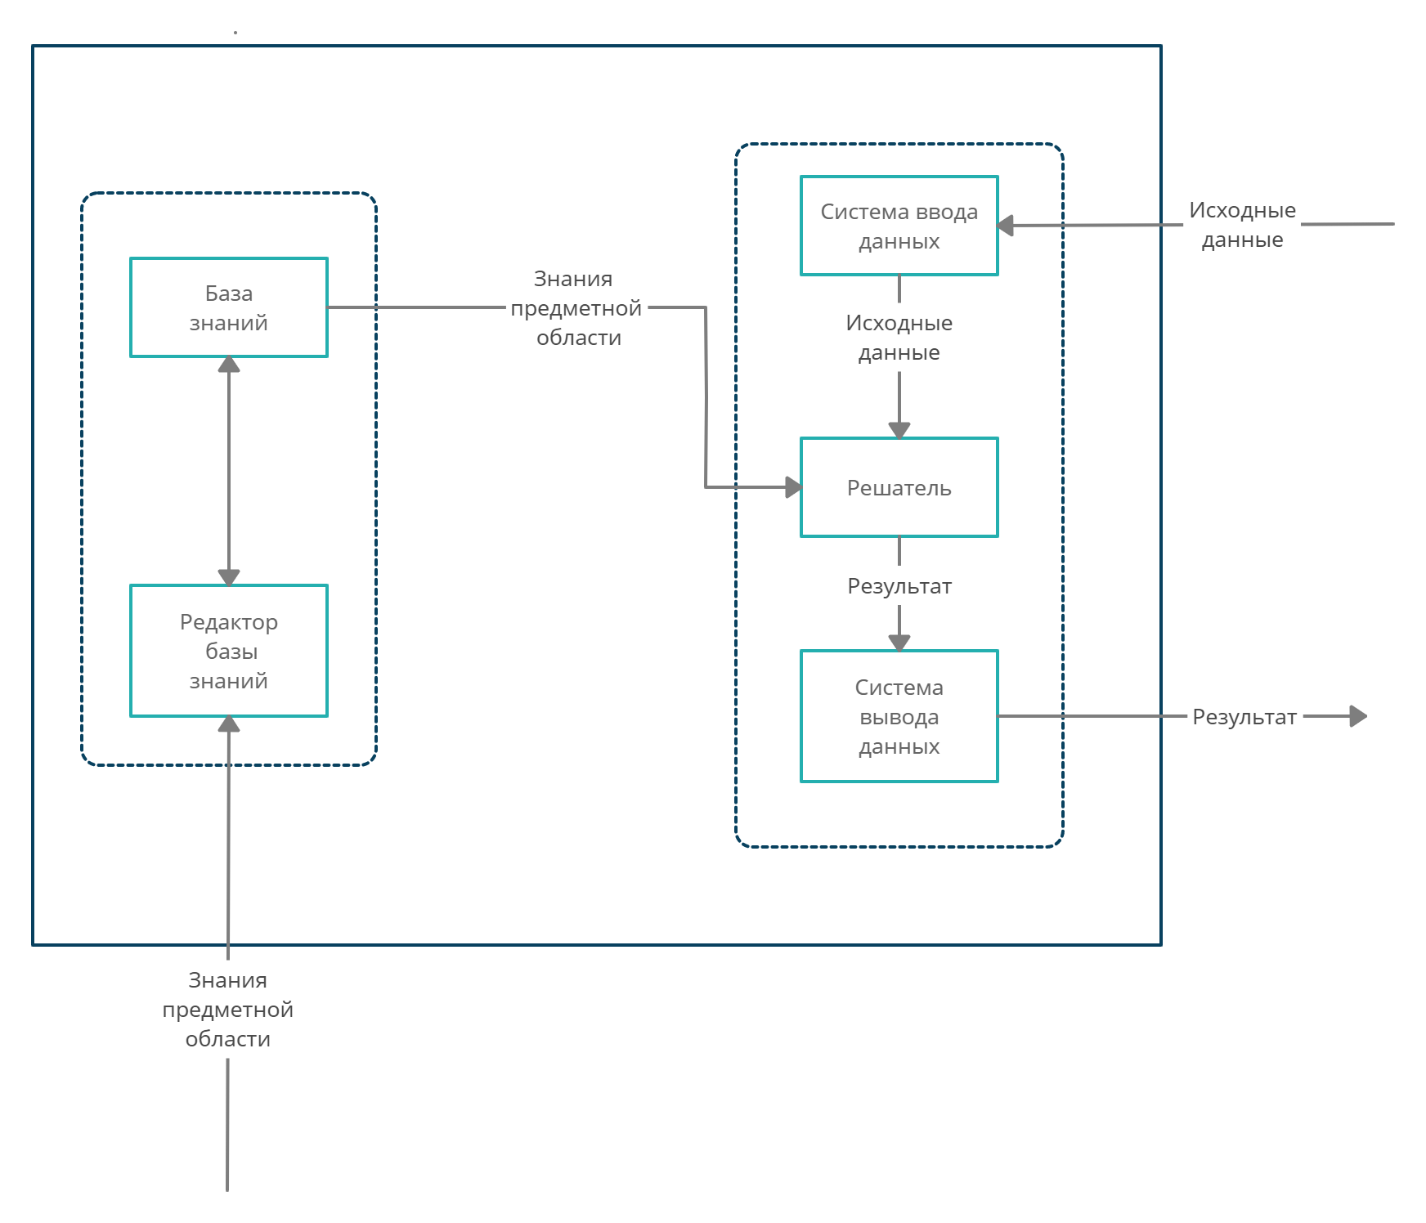 База
знаний
Редактор
базы
знаний
Знания
предметной
области
Знания
предметной
области
Система ввода
данных
Исходные
данные
Исходные
данные
Решатель
Результат
Система
вывода
данных
Результат